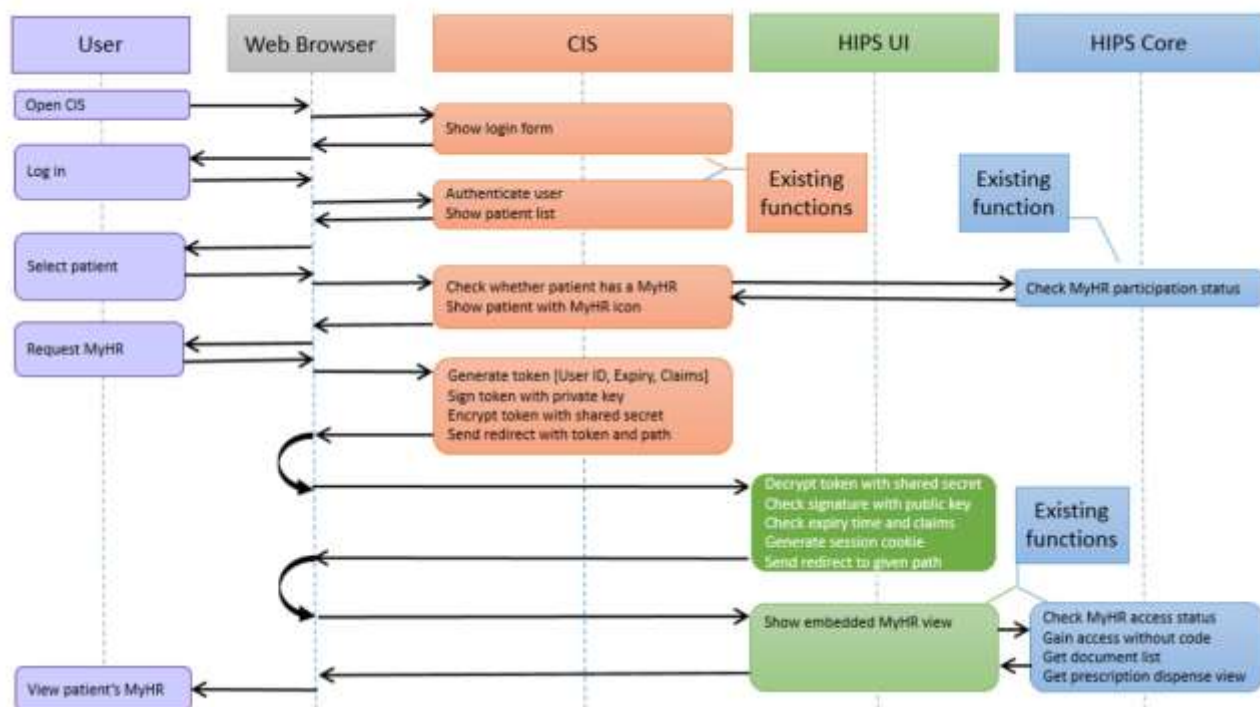 User
Web Browser
CIS
HIPS UI
HIPS Core
Open CIS
Show login form
Log in
Existing
functions
Existing
function
Authenticate user
Show patient list
Select patient
Check whether patient has a MyHR
Show patient with MyHR icon
Check MyHR participation status
Request MyHR
Generate token [User ID, Expiry, Claims]
Sign token with private key
Encrypt token with shared secret
Send redirect with token and path
Decrypt token with shared secret
Check signature with public key
Check expiry time and claims
Generate session cookie
Send redirect to given path
Existing
functions
Show embedded MyHR view
Check MyHR access status
Gain access without code
Get document list
Get prescription dispense view
View patient's MyHR